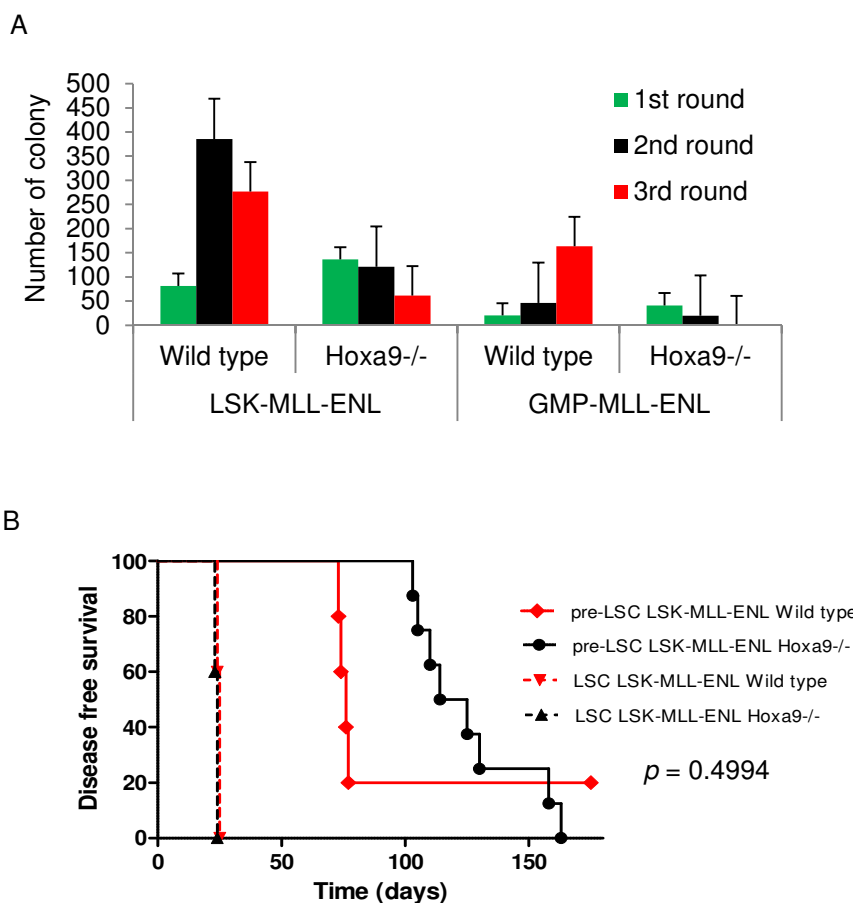 A
Number of colony
500
450
400
350
300
250
200
150
100
50
0
1st round
2nd round
3rd round
Wild type Hoxa9-/- Wild type Hoxa9-/-
LSK-MLL-ENL GMP-MLL-ENL
B
Disease free survival
100
80
60
40
20
0
0 50 100 150
Time (days)
pre-LSC LSK-MLL-ENL Wild type
pre-LSC LSK-MLL-ENL Hoxa9-/-
LSC LSK-MLL-ENL Wild type
LSC LSK-MLL-ENL Hoxa9-/-
p = 0.4994